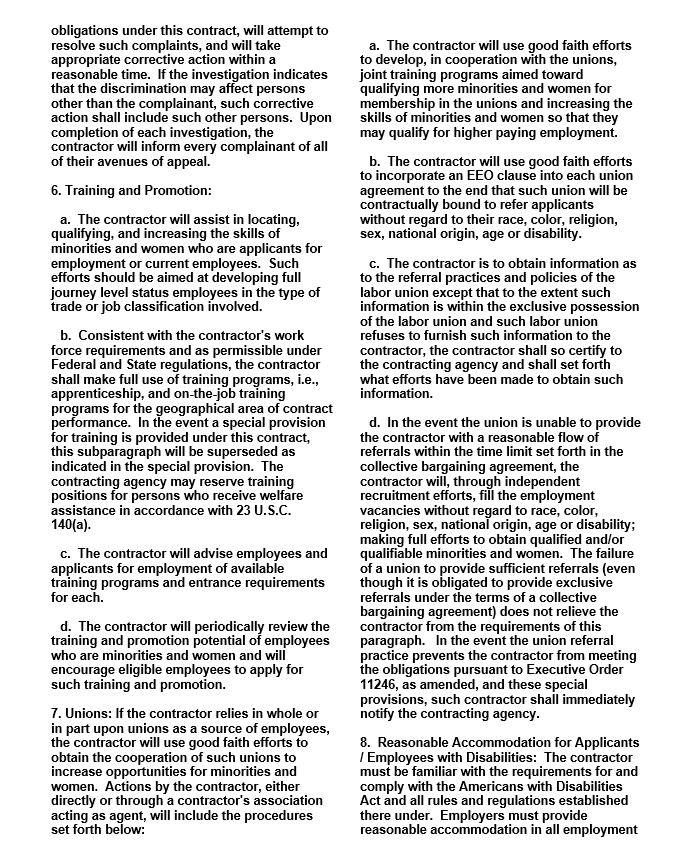 obligations under this contract, will attempt to
resolve such complaints, and will take
appropriate corrective action within a
reasonable time.  If the investigation indicates
that the discrimination may affect persons
other than the complainant, such corrective
action shall include such other persons.  Upon
completion of each investigation, the
contractor will inform every complainant of all
of their avenues of appeal.

6. Training and Promotion:

a.  The contractor will assist in locating,
qualifying, and increasing the skills of
minorities and women who are applicants for
employment or current employees.  Such
efforts should be aimed at developing full
journey level status employees in the type of
trade or job classification involved.

b.  Consistent with the contractor's work
force requirements and as permissible under
Federal and State regulations, the contractor
shall make full use of training programs, i.e.,
apprenticeship, and on-the-job training
programs for the geographical area of contract
performance.  In the event a special provision
for training is provided under this contract,
this subparagraph will be superseded as
indicated in the special provision.  The
contracting agency may reserve training
positions for persons who receive welfare
assistance in accordance with 23 U.S.C.
140(a).

c.  The contractor will advise employees and
applicants for employment of available
training programs and entrance requirements
for each.

d.  The contractor will periodically review the
training and promotion potential of employees
who are minorities and women and will
encourage eligible employees to apply for
such training and promotion.

7. Unions: If the contractor relies in whole or
in part upon unions as a source of employees,
the contractor will use good faith efforts to
obtain the cooperation of such unions to
increase opportunities for minorities and
women.  Actions by the contractor, either
directly or through a contractor's association
acting as agent, will include the procedures
set forth below:

a.  The contractor will use good faith efforts
to develop, in cooperation with the unions,
joint training programs aimed toward
qualifying more minorities and women for
membership in the unions and increasing the
skills of minorities and women so that they
may qualify for higher paying employment.

b.  The contractor will use good faith efforts
to incorporate an EEO clause into each union
agreement to the end that such union will be
contractually bound to refer applicants
without regard to their race, color, religion,
sex, national origin, age or disability.

c.  The contractor is to obtain information as
to the referral practices and policies of the
labor union except that to the extent such
information is within the exclusive possession
of the labor union and such labor union
refuses to furnish such information to the
contractor, the contractor shall so certify to
the contracting agency and shall set forth
what efforts have been made to obtain such
information.

d.  In the event the union is unable to provide
the contractor with a reasonable flow of
referrals within the time limit set forth in the
collective bargaining agreement, the
contractor will, through independent
recruitment efforts, fill the employment
vacancies without regard to race, color,
religion, sex, national origin, age or disability;
making full efforts to obtain qualified and/or
qualifiable minorities and women.  The failure
of a union to provide sufficient referrals (even
though it is obligated to provide exclusive
referrals under the terms of a collective
bargaining agreement) does not relieve the
contractor from the requirements of this
paragraph.   In the event the union referral
practice prevents the contractor from meeting
the obligations pursuant to Executive Order
11246, as amended, and these special
provisions, such contractor shall immediately
notify the contracting agency.

8.  Reasonable Accommodation for Applicants
/ Employees with Disabilities:  The contractor
must be familiar with the requirements for and
comply with the Americans with Disabilities
Act and all rules and regulations established
there under.  Employers must provide
reasonable accommodation in all employment